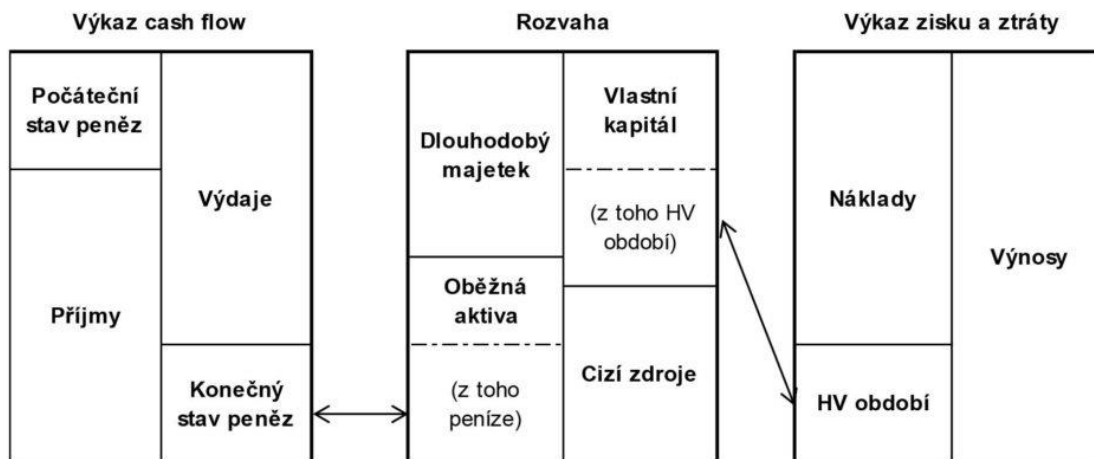 Výkaz cash flow
Počáteční
stav peněz
Příjmy
Výdaje
Konečný
stav peněz
Rozvaha
Dlouhodobý
majetek
Oběžná
aktiva
(z toho
peníze)
Vlastní
kapitál
(z toho HV
období)
Cizí zdroje
Výkaz zisku a ztráty
Náklady
HV období
Výnosy